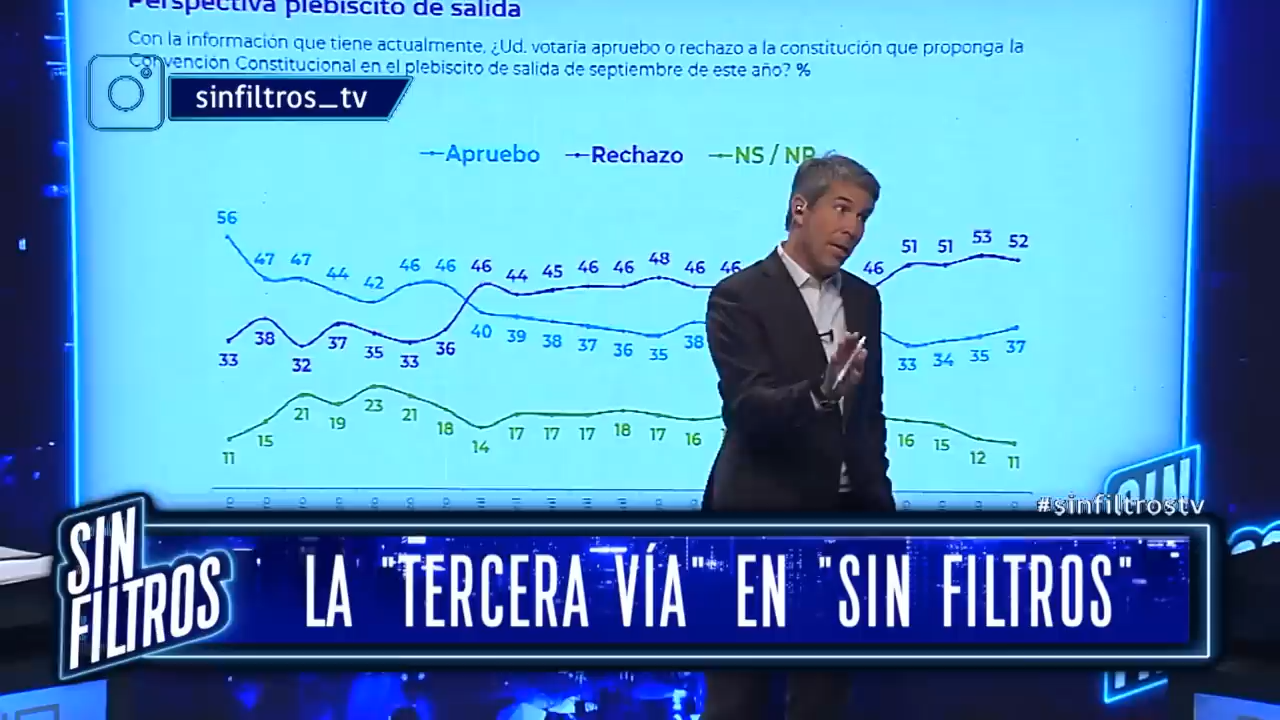 Perspectiva plebiscito de salida
Con la información que tiene actualmente, ¿Ud. votaría apruebo o rechazo a la constitución que proponga la
Convención Constitucional en el plebiscito de salida de septiembre de este año? %
sinfiltros_tv
Apruebo Rechazo NS / NR
56 47 47 44 42 46 46 46 44 45 46 46 48 46 46 46 51 51 53 52
33 38 32 37 35 33 36 40 39 38 37 36 35 38 33 34 35 37
11 15 21 19 23 21 18 14 17 17 17 18 17 16 16 15 12 11
#sinfiltrostv
SIN
FILTROS
LA "TERCERA VÍA" EN "SIN FILTROS"
SIN